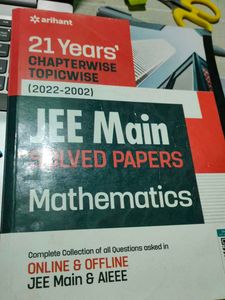 arihant
21 Years'
CHAPTERWISE
TOPICWISE
(2022-2002)
JEE Main
SOLVED PAPERS
Mathematics
Complete Collection of all Questions asked in
ONLINE & OFFLINE
JEE Main & AIEEE